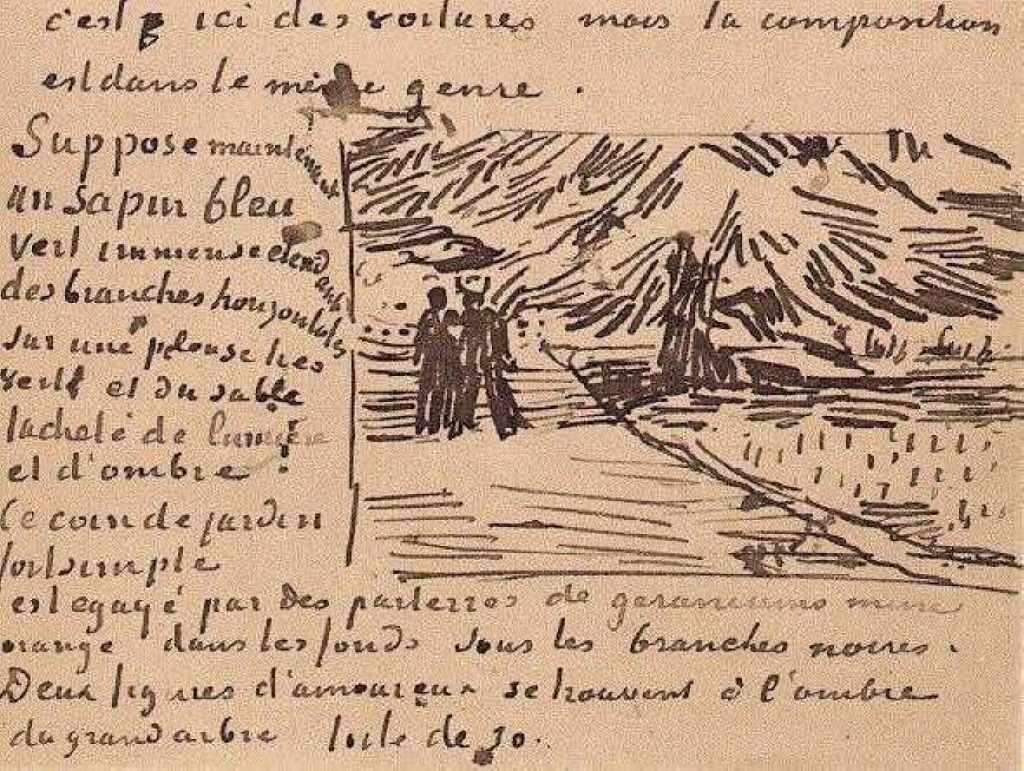 c'est ici des voitures mais la composition
est dans le même genre.
Suppose maintenant
un sapin bleu
vert immense etendant
des branches horizontales
sur une pelouse tres
verte et du sable
tacheté de lumière
et d'ombre.
Ce coin de jardin
fort simple
est egayé par des parterres de geraniums mine
orange dans les fonds sous les branches noires.
Deux figures d'amoureux se trouvent à l'ombre
du grand arbre toile de 30.